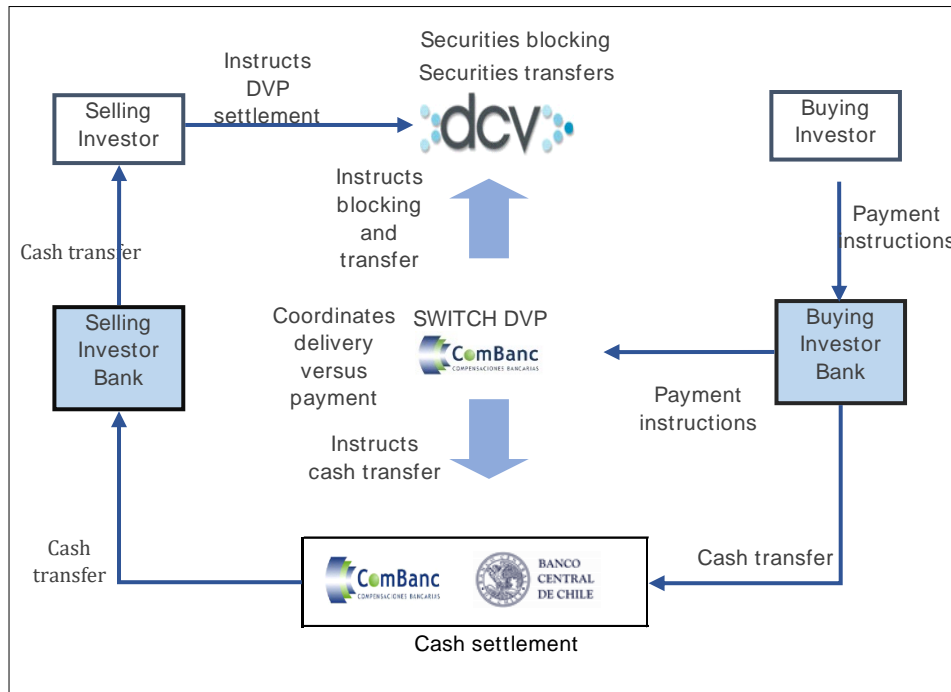 Securities blocking
Securities transfers
Instructs
DVP
settlement
Selling
Investor
dcv
Buying
Investor
Instructs
blocking
and
transfer
Payment
instructions
Cash transfer
Selling
Investor
Bank
Coordinates
delivery
versus
payment
SWITCH DVP
ComBanc
COMPENSACIONES BANCARIAS
Buying
Investor
Bank
Payment
instructions
Instructs
cash transfer
Cash
transfer
Cash transfer
ComBanc
COMPENSACIONES BANCARIAS
BANCO
CENTRAL
DE CHILE
Cash settlement